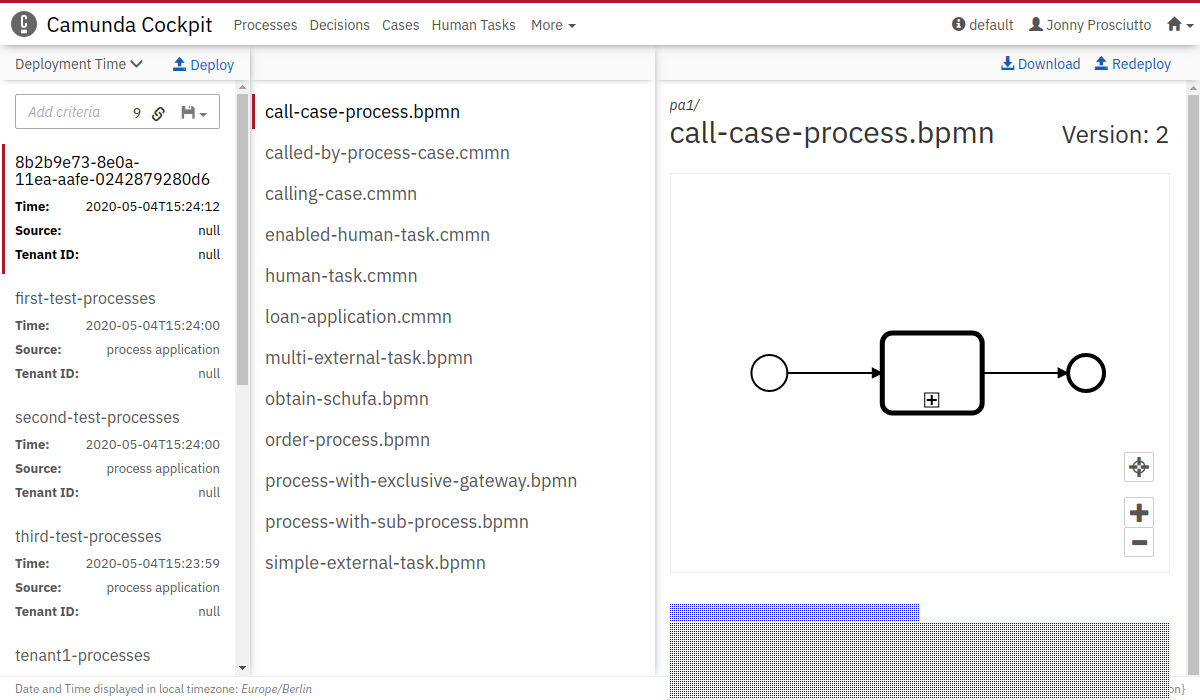 Camunda Cockpit Processes Decisions Cases Human Tasks More default Jonny Prosciutto
Deployment Time Deploy
Add criteria 9
8b2b9e73-8e0a-
11ea-aafe-0242879280d6
Time: 2020-05-04T15:24:12
Source: null
Tenant ID: null
first-test-processes
Time: 2020-05-04T15:24:00
Source: process application
Tenant ID: null
second-test-processes
Time: 2020-05-04T15:24:00
Source: process application
Tenant ID: null
third-test-processes
Time: 2020-05-04T15:23:59
Source: process application
Tenant ID: null
tenant1-processes
call-case-process.bpmn
called-by-process-case.cmmn
calling-case.cmmn
enabled-human-task.cmmn
human-task.cmmn
loan-application.cmmn
multi-external-task.bpmn
obtain-schufa.bpmn
order-process.bpmn
process-with-exclusive-gateway.bpmn
process-with-sub-process.bpmn
simple-external-task.bpmn
Download Redeploy
pa1/
call-case-process.bpmn Version: 2
Date and Time displayed in local timezone: Europe/Berlin
on}